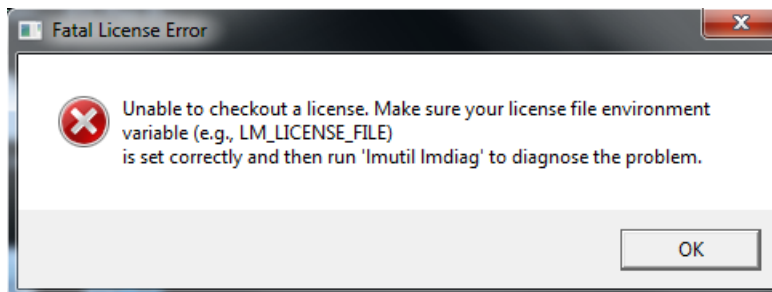 Fatal License Error
Unable to checkout a license. Make sure your license file environment
variable (e.g., LM_LICENSE_FILE)
is set correctly and then run 'lmutil lmdiag' to diagnose the problem.
OK